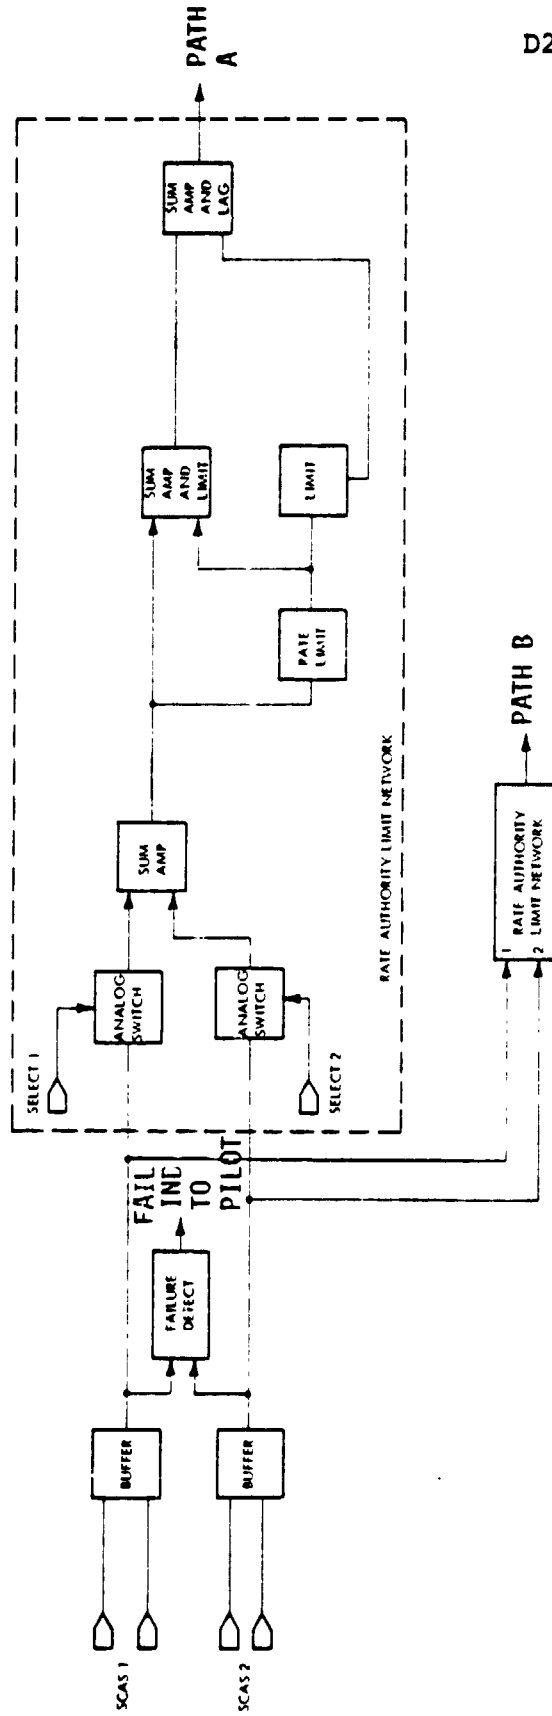 D2
SCAS 1
SCAS 2
BUFFER
BUFFER
FAILURE
DETECT
FAIL
IND
TO
PILOT
SELECT 1
ANALOG
SWITCH
ANALOG
SWITCH
SELECT 2
SUM
AMP
RATE
LIMIT
SUM
AMP
AND
LIMIT
LIMIT
SUM
AMP
AND
LAG
PATH
A
RATE AUTHORITY LIMIT NETWORK
1
RATE AUTHORITY
LIMIT NETWORK
2
PATH B